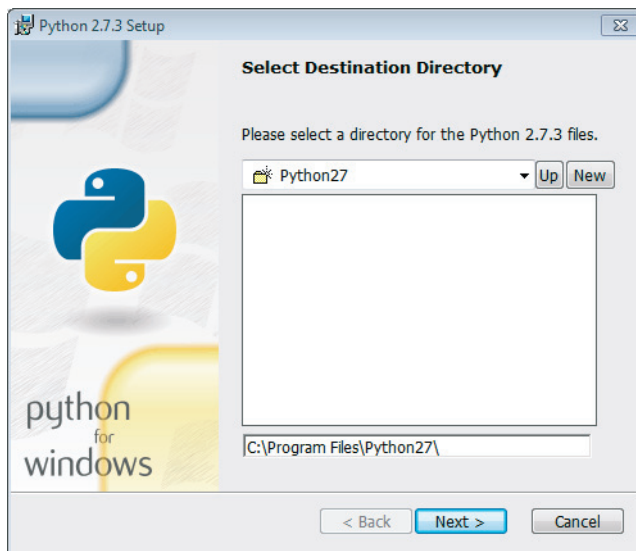 Python 2.7.3 Setup
Select Destination Directory
Please select a directory for the Python 2.7.3 files.
Python27
Up
New
C:\Program Files\Python27\
python
for
windows
< Back
Next >
Cancel